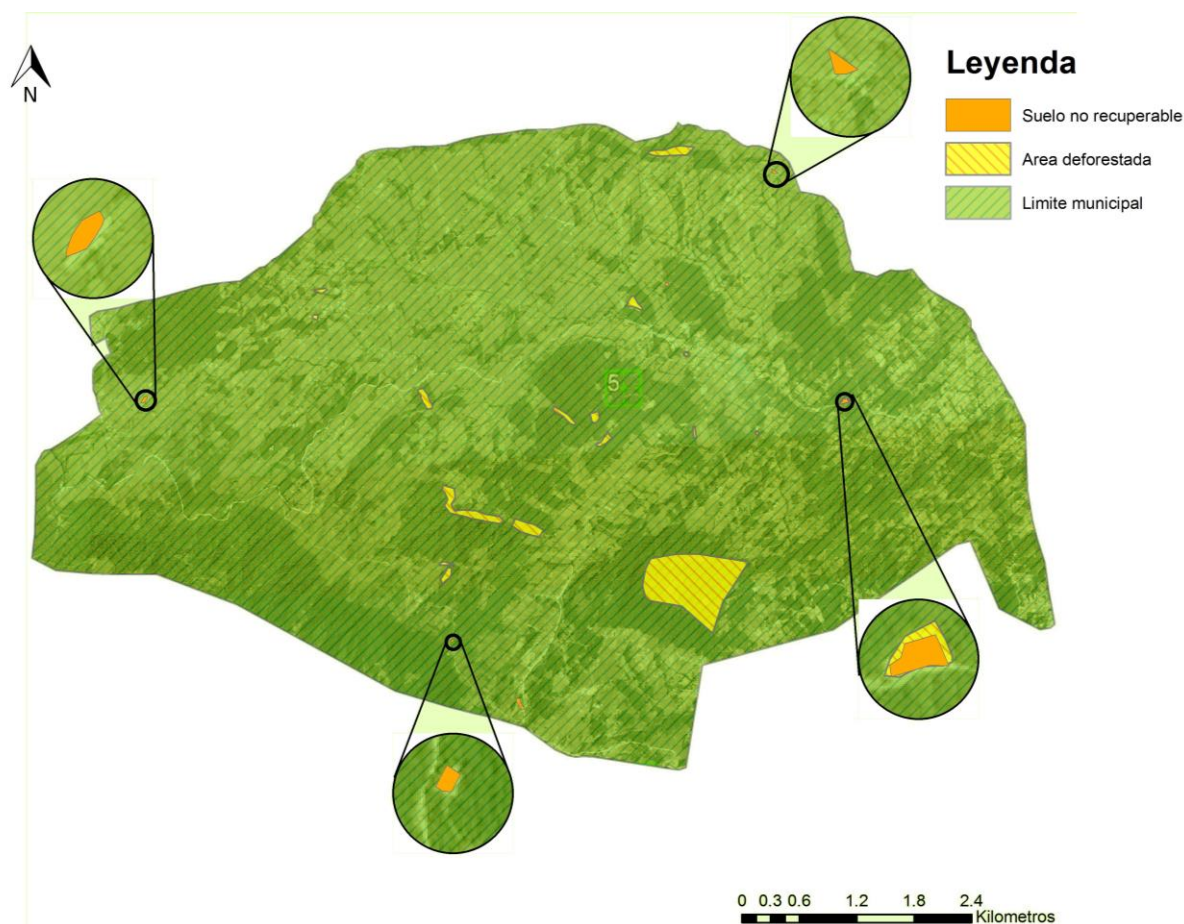 N
Leyenda
Suelo no recuperable
Area deforestada
Limite municipal
5
0 0.3 0.6 1.2 1.8 2.4
Kilometros